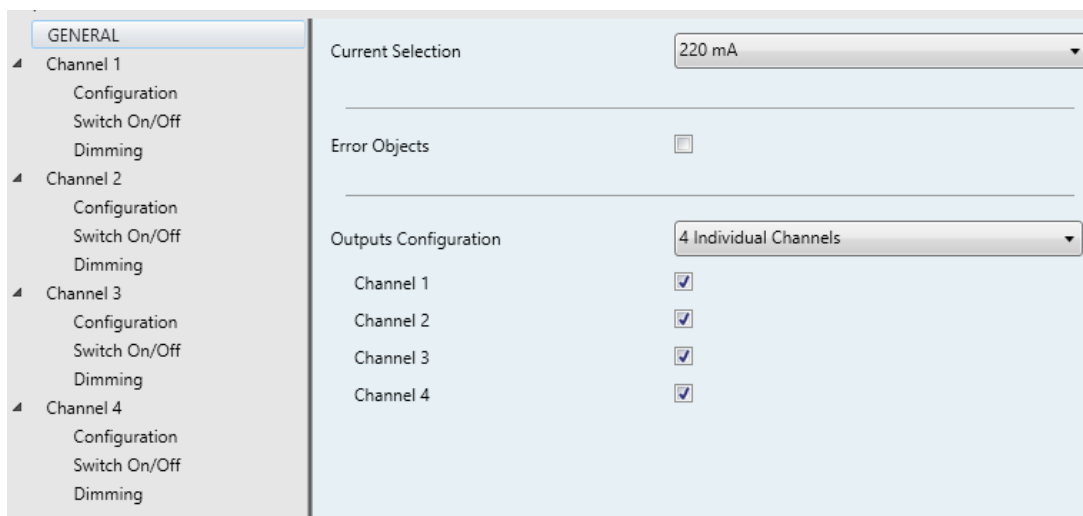 GENERAL
Channel 1
Configuration
Switch On/Off
Dimming
Channel 2
Configuration
Switch On/Off
Dimming
Channel 3
Configuration
Switch On/Off
Dimming
Channel 4
Configuration
Switch On/Off
Dimming
Current Selection 220 mA
Error Objects
Outputs Configuration 4 Individual Channels
Channel 1
Channel 2
Channel 3
Channel 4